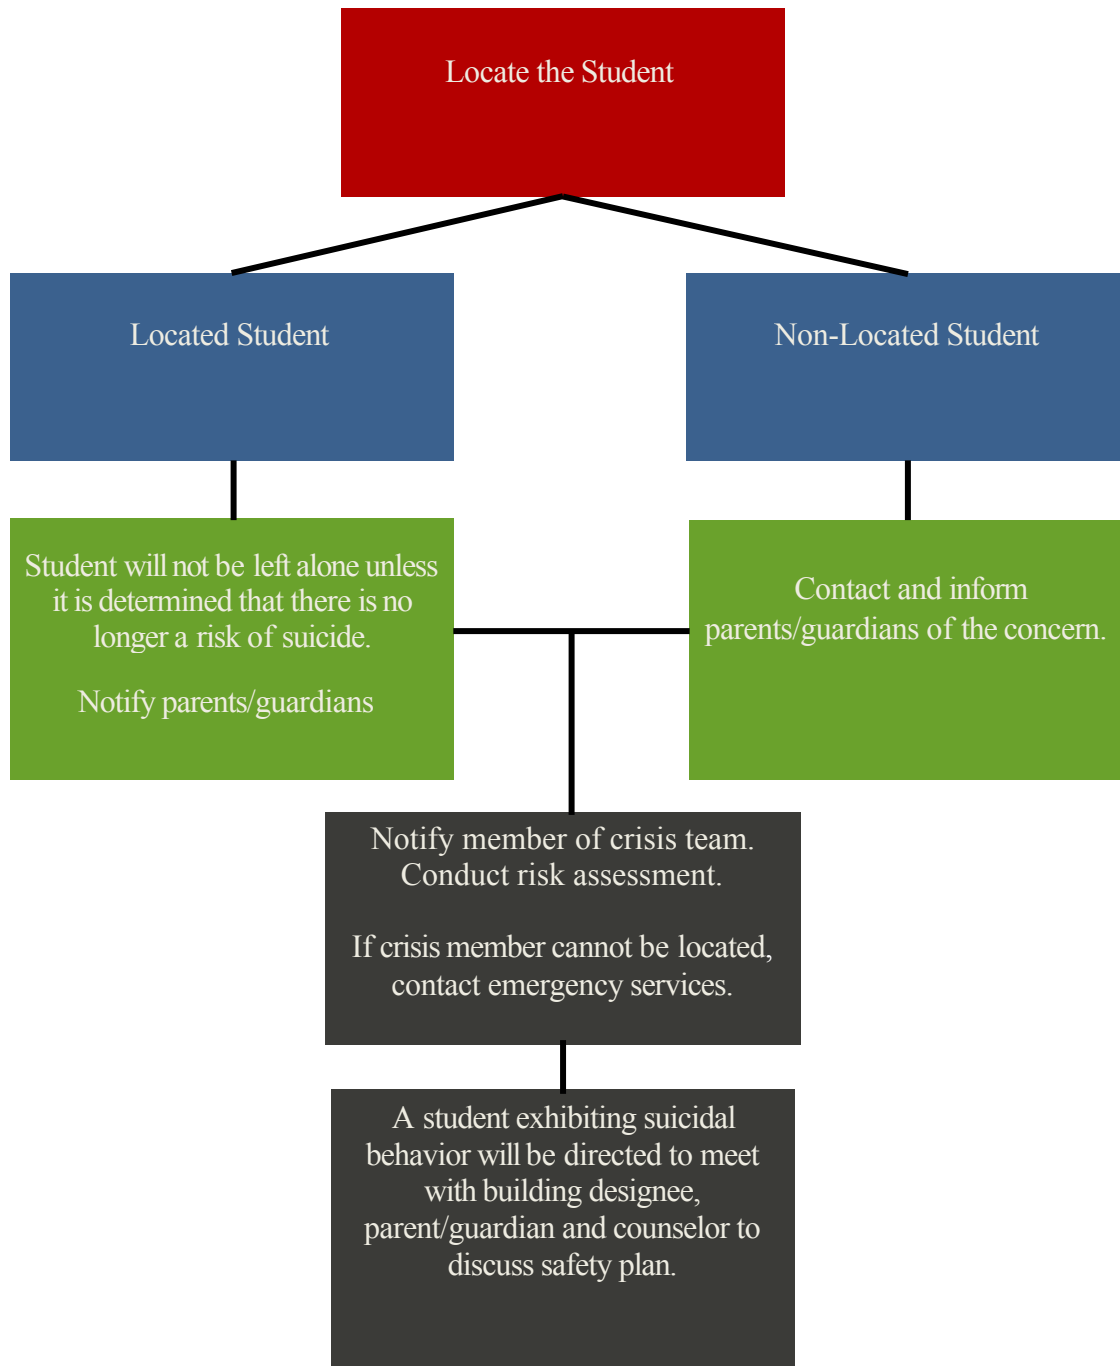 Locate the Student
Located Student
Non-Located Student
Student will not be left alone unless
it is determined that there is no
longer a risk of suicide.
Notify parents/guardians
Contact and inform
parents/guardians of the concern.
Notify member of crisis team.
Conduct risk assessment.
If crisis member cannot be located,
contact emergency services.
A student exhibiting suicidal
behavior will be directed to meet
with building designee,
parent/guardian and counselor to
discuss safety plan.